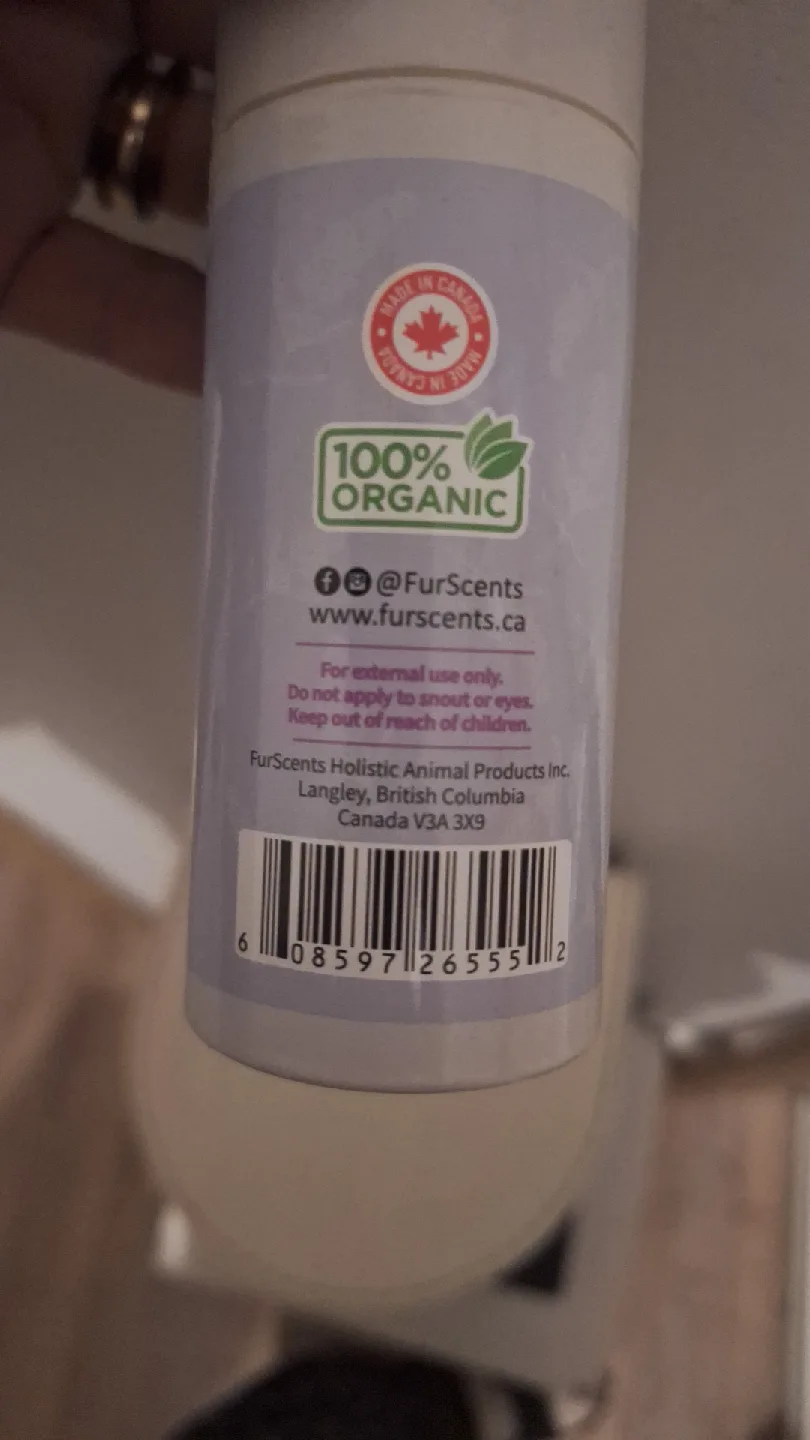 MADE IN CANADA
MADE IN CANADA
100%
ORGANIC
@FurScents
www.furscents.ca
For external use only.
Do not apply to snout or eyes.
Keep out of reach of children.
FurScents Holistic Animal Products Inc.
Langley, British Columbia
Canada V3A 3X9
6 08597 26555 2